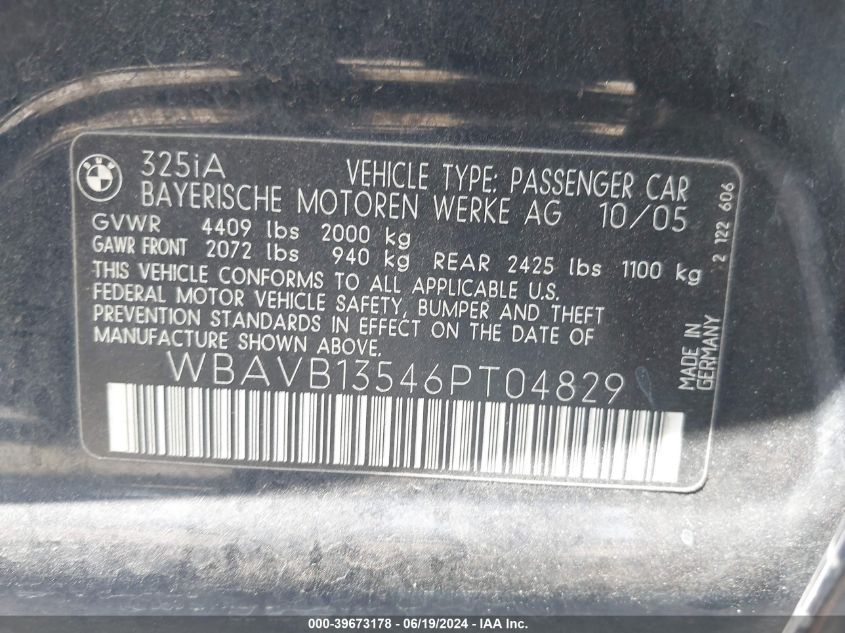 BMW
325iA VEHICLE TYPE: PASSENGER CAR
BAYERISCHE MOTOREN WERKE AG 10/05
GVWR 4409 lbs 2000 kg
GAWR FRONT 2072 lbs 940 kg REAR 2425 lbs 1100 kg
THIS VEHICLE CONFORMS TO ALL APPLICABLE U.S.
FEDERAL MOTOR VEHICLE SAFETY, BUMPER AND THEFT
PREVENTION STANDARDS IN EFFECT ON THE DATE OF
MANUFACTURE SHOWN ABOVE.
WBAVB13546PT04829
2 122 606
MADE IN
GERMANY
000-39673178 - 06/19/2024 - Copyright IAA, Inc.